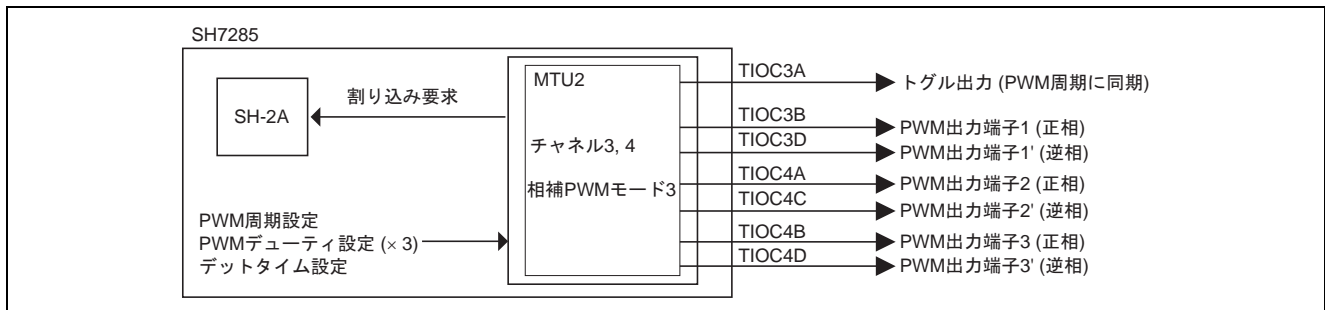 SH7285
SH-2A
割り込み要求
MTU2
チャネル3, 4
相補PWMモード3
PWM周期設定
PWMデューティ設定 (× 3)
デットタイム設定
TIOC3A
トグル出力 (PWM周期に同期)
TIOC3B
PWM出力端子1 (正相)
TIOC3D
PWM出力端子1' (逆相)
TIOC4A
PWM出力端子2 (正相)
TIOC4C
PWM出力端子2' (逆相)
TIOC4B
PWM出力端子3 (正相)
TIOC4D
PWM出力端子3' (逆相)